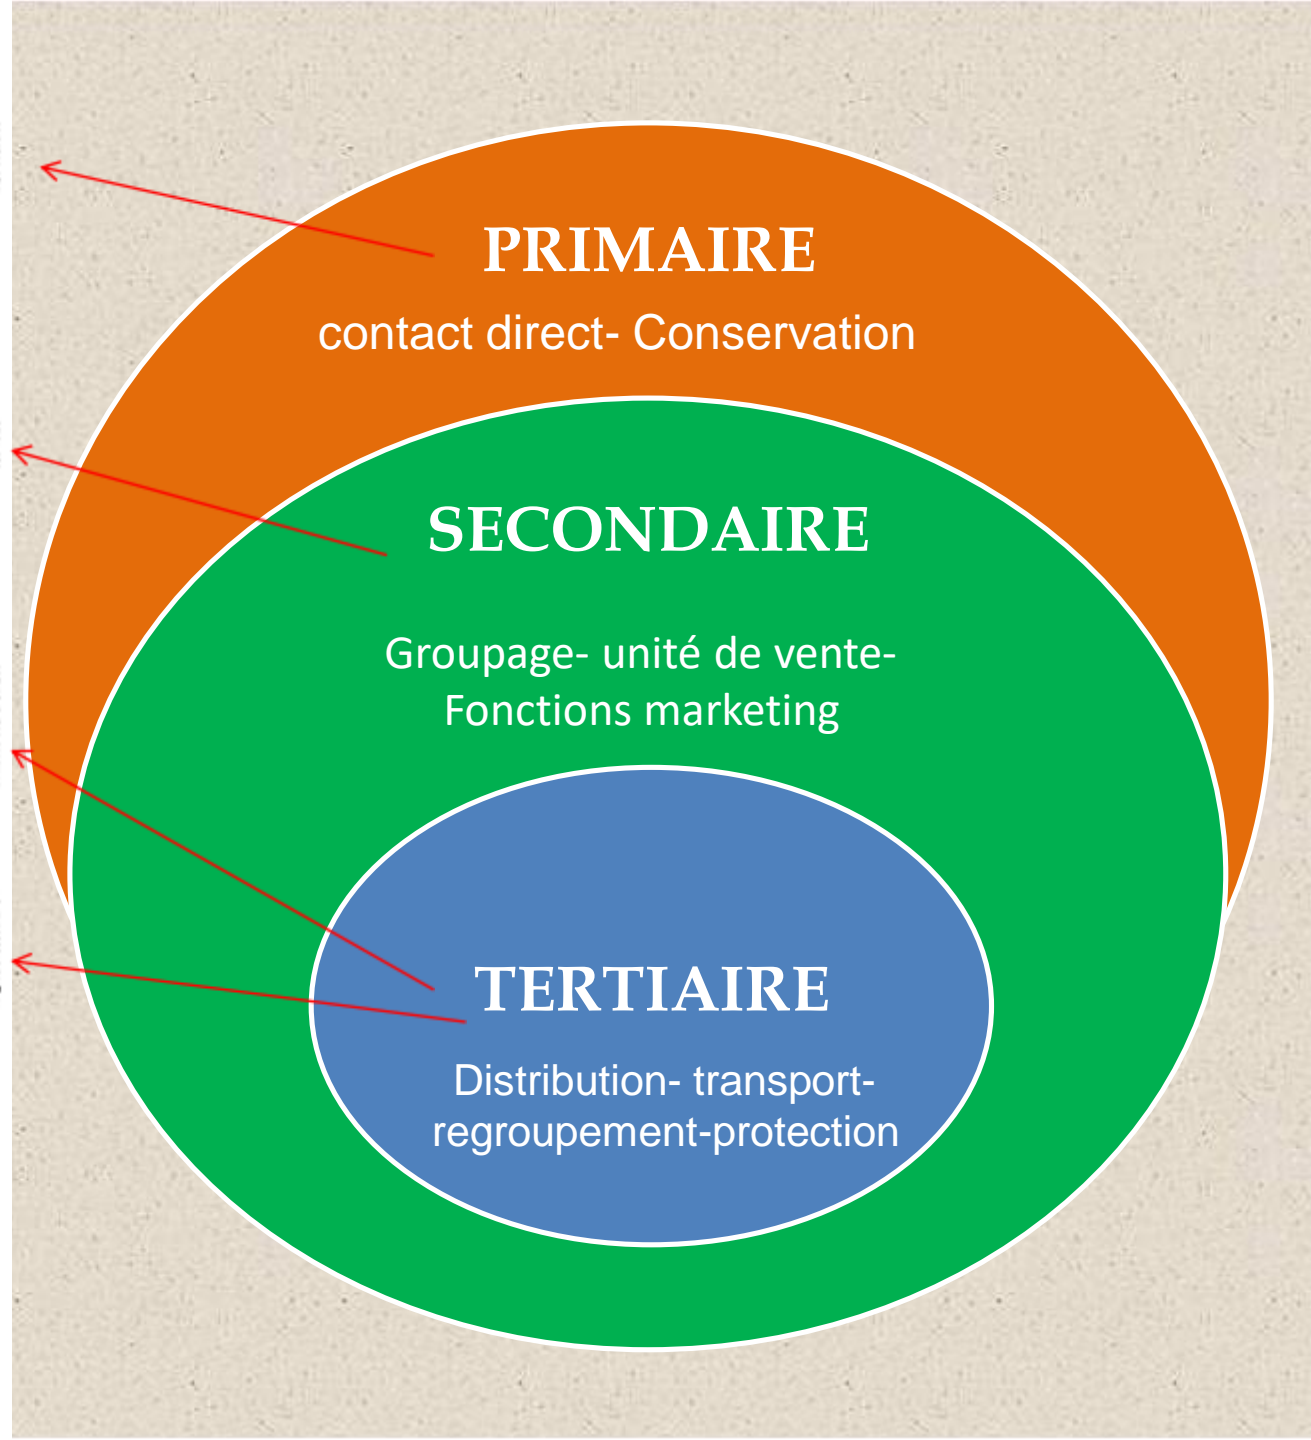 PRIMAIRE
contact direct- Conservation
SECONDAIRE
Groupage- unité de vente-
Fonctions marketing
TERTIAIRE
Distribution- transport-
regroupement-protection